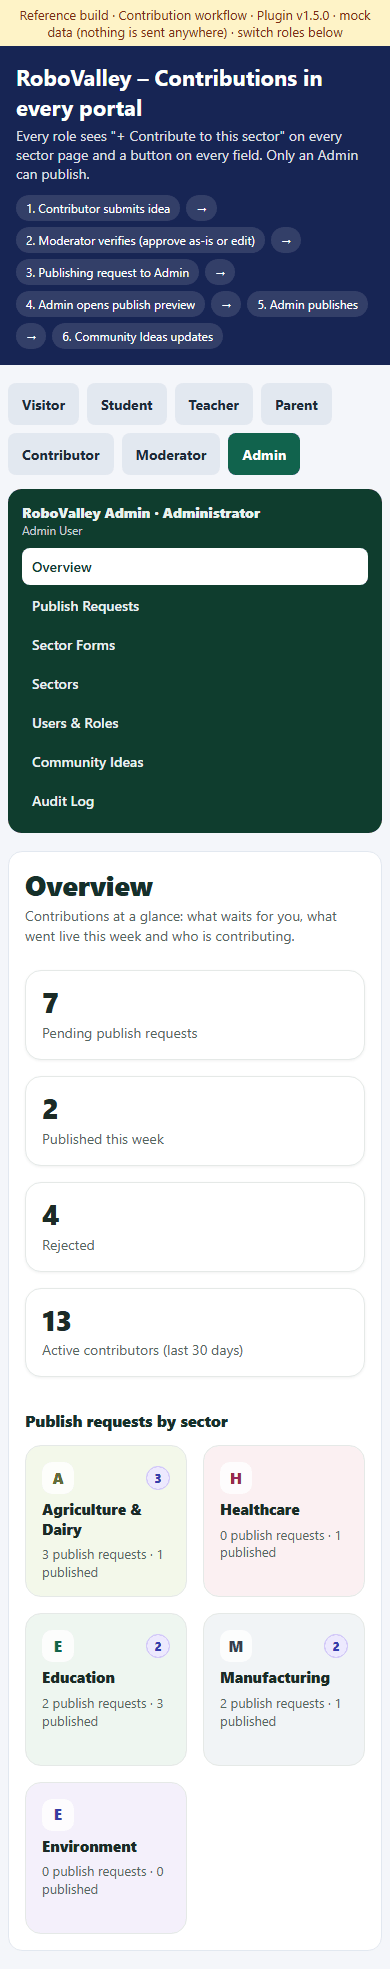 Reference build · Contribution workflow · Plugin v1.5.0 · mock
data (nothing is sent anywhere) · switch roles below
RoboValley – Contributions in
every portal
Every role sees "+ Contribute to this sector" on every
sector page and a button on every field. Only an Admin
can publish.
1. Contributor submits idea →
2. Moderator verifies (approve as-is or edit) →
3. Publishing request to Admin →
4. Admin opens publish preview → 5. Admin publishes
→ 6. Community Ideas updates
Visitor Student Teacher Parent
Contributor Moderator Admin
RoboValley Admin · Administrator
Admin User
Overview
Publish Requests
Sector Forms
Sectors
Users & Roles
Community Ideas
Audit Log
Overview
Contributions at a glance: what waits for you, what
went live this week and who is contributing.
7
Pending publish requests
2
Published this week
4
Rejected
13
Active contributors (last 30 days)
Publish requests by sector
A 3
Agriculture &
Dairy
3 publish requests · 1
published
H
Healthcare
0 publish requests · 1
published
E 2
Education
2 publish requests · 3
published
M 2
Manufacturing
2 publish requests · 1
published
E
Environment
0 publish requests · 0
published